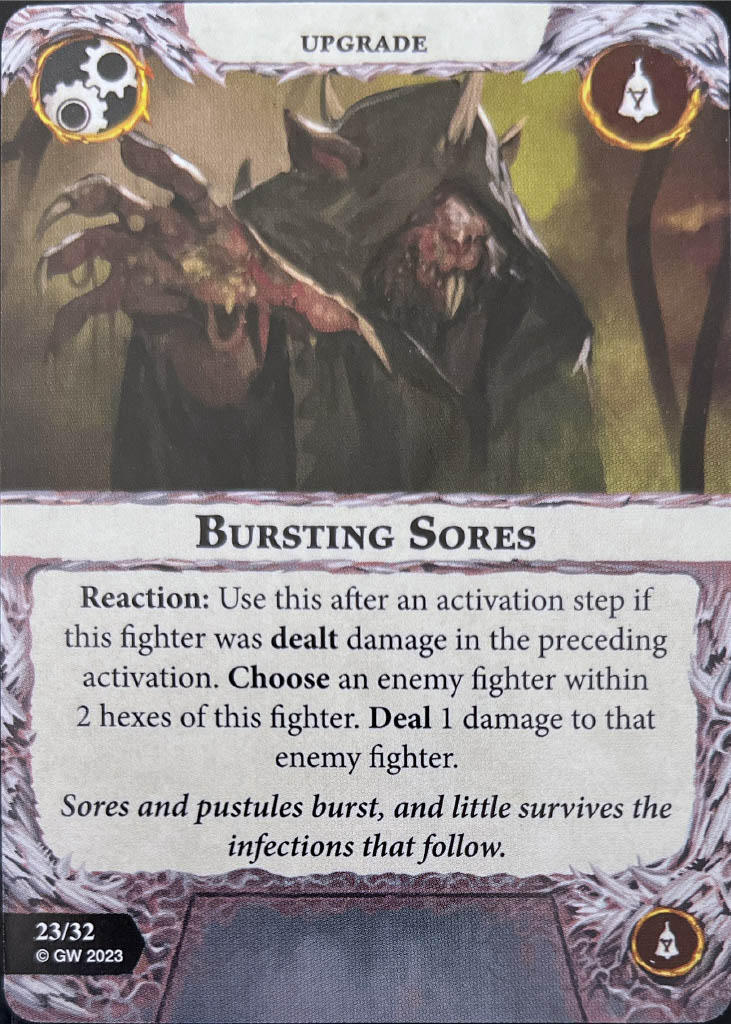 UPGRADE
BURSTING SORES
Reaction: Use this after an activation step if
this fighter was dealt damage in the preceding
activation. Choose an enemy fighter within
2 hexes of this fighter. Deal 1 damage to that
enemy fighter.
Sores and pustules burst, and little survives the
infections that follow.
23/32
© GW 2023